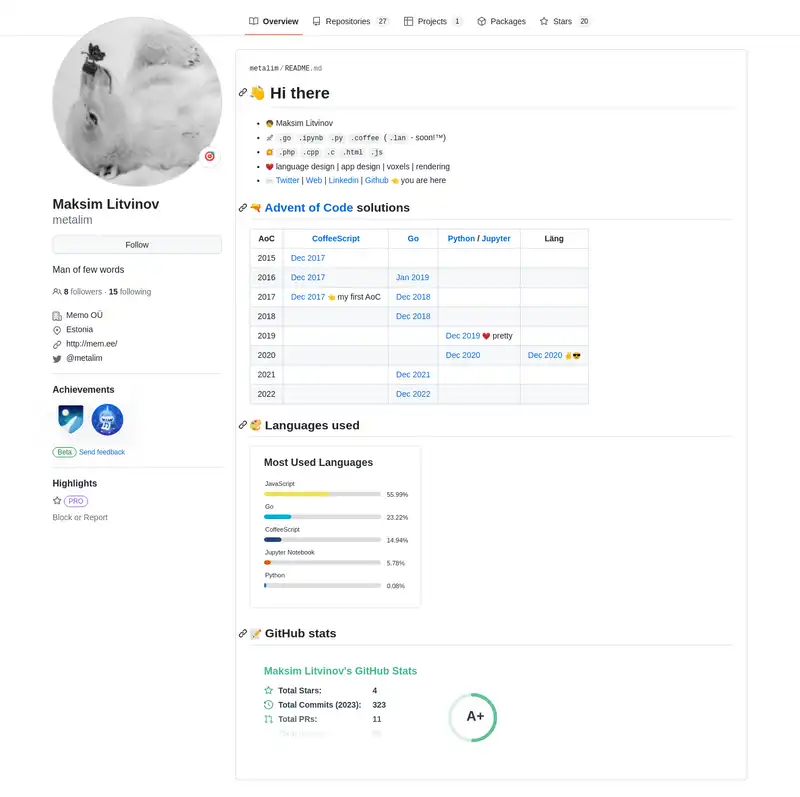 Overview Repositories 27 Projects 1 Packages Stars 20
Maksim Litvinov
metalim
Follow
Man of few words
8 followers · 15 following
Memo OÜ
Estonia
http://mem.ee/
@metalim
Achievements
Beta Send feedback
Highlights
PRO
Block or Report
metalim/README.md
👋 Hi there
Maksim Litvinov
.go .ipynb .py .coffee ( .lan - soon!™)
.php .cpp .c .html .js
❤️ language design | app design | voxels | rendering
Twitter | Web | Linkedin | Github 👈 you are here
🔫 Advent of Code solutions
AoC CoffeeScript Go Python / Jupyter Läng
2015 Dec 2017
2016 Dec 2017 Jan 2019
2017 Dec 2017 👈 my first AoC Dec 2018
2018 Dec 2018
2019 Dec 2019 ❤️ pretty
2020 Dec 2020 Dec 2020 ✌️😎
2021 Dec 2021
2022 Dec 2022
🎨 Languages used
Most Used Languages
JavaScript
55.99%
Go
23.22%
CoffeeScript
14.94%
Jupyter Notebook
5.78%
Python
0.08%
📝 GitHub stats
Maksim Litvinov's GitHub Stats
Total Stars: 4
Total Commits (2023): 323
Total PRs: 11
A+